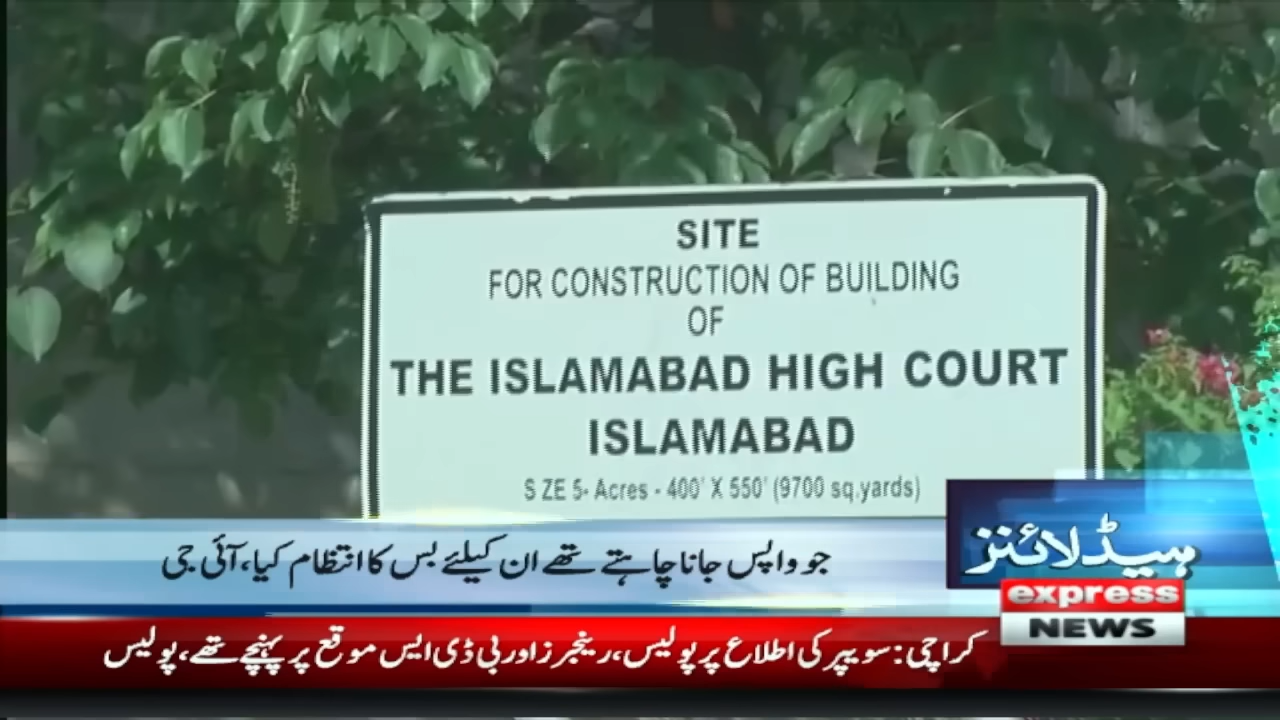 SITE
FOR CONSTRUCTION OF BUILDING
OF
THE ISLAMABAD HIGH COURT
ISLAMABAD
S ZE 5- Acres - 400' X 550' (9700 sq.yards)
ہیڈلائنز
جو واپس جانا چاہتے تھے ان کیلئے بس کا انتظام کیا، آئی جی
express
NEWS
کراچی: سویپر کی اطلاع پر پولیس، رینجرز اور بی ڈی ایس موقع پر پہنچے تھے، پولیس